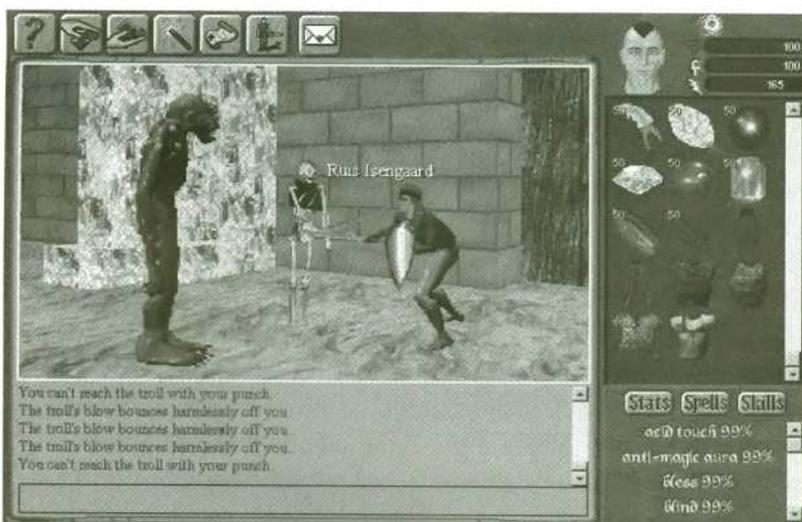 100
100
165
50 50 50
50 50 50
50 50
Ruis Isengaard
You can't reach the troll with your punch.
The troll's blow bounces harmlessly off you.
The troll's blow bounces harmlessly off you.
The troll's blow bounces harmlessly off you.
You can't reach the troll with your punch.
Stats Spells Skills
acid touch 99%
anti-magic aura 99%
bless 99%
blind 99%